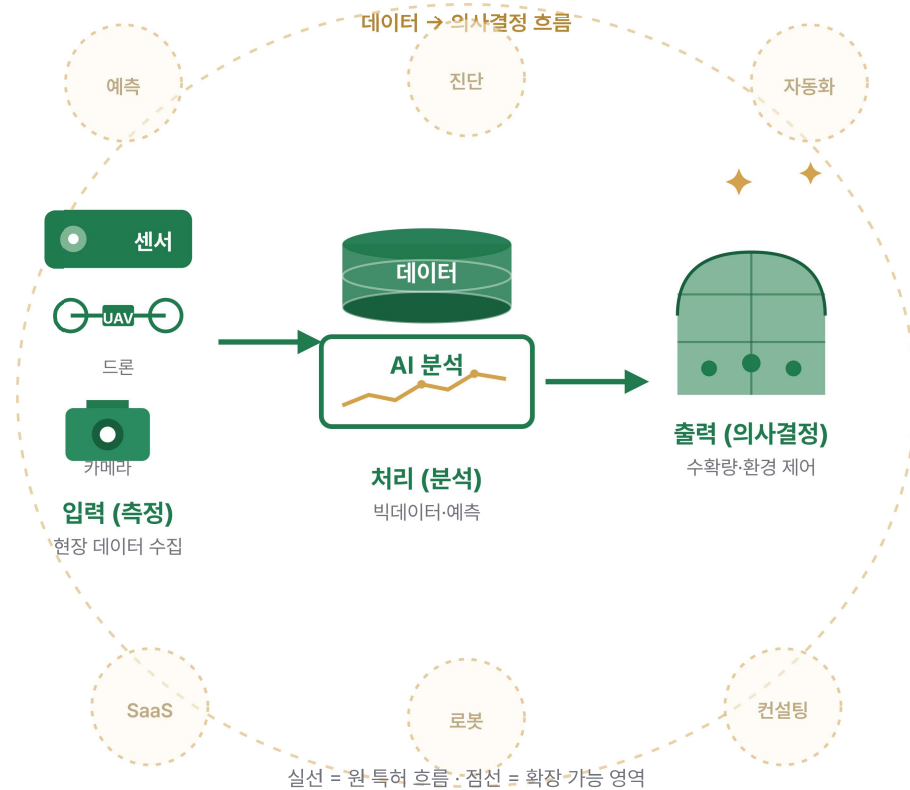 데이터 → 의사결정 흐름
예측
진단
자동화
센서
UAV
드론
카메라
입력 (측정)
현장 데이터 수집
데이터
AI 분석
처리 (분석)
빅데이터·예측
출력 (의사결정)
수확량·환경 제어
SaaS
로봇
컨설팅
실선 = 원 특허 흐름 · 점선 = 확장 가능 영역